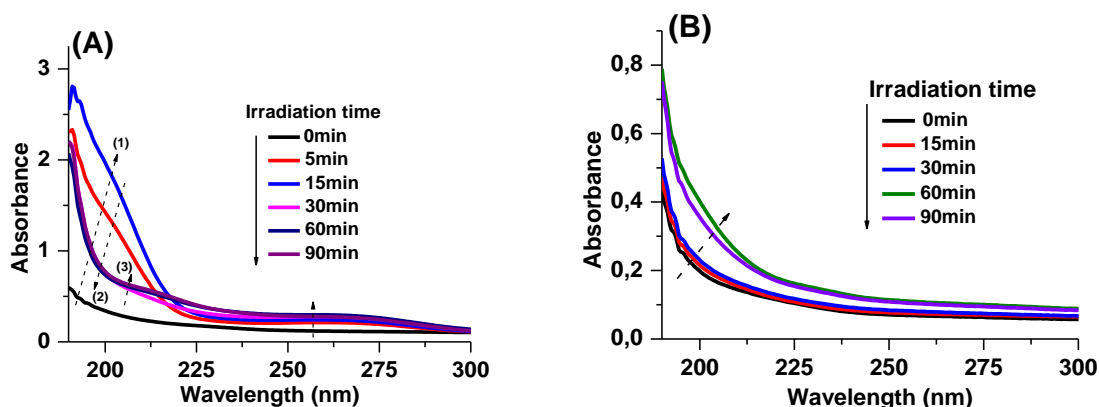 (A)
Absorbance
3
2
1
0
200
225
250
275
300
Wavelength (nm)
Irradiation time
0min
5min
15min
30min
60min
90min
(1)
(2)
(3)
(B)
Absorbance
0,8
0,6
0,4
0,2
0,0
200
225
250
275
300
Wavelength (nm)
Irradiation time
0min
15min
30min
60min
90min